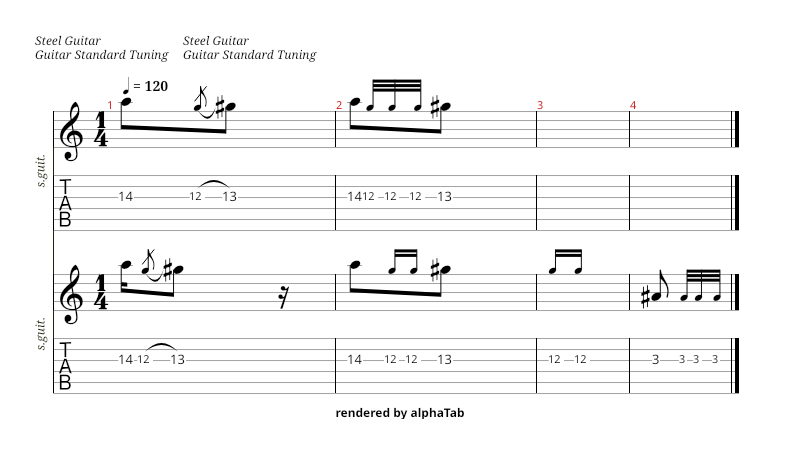 Steel Guitar Steel Guitar
Guitar Standard Tuning Guitar Standard Tuning
= 120
1 2 3 4
1
4
s.guit.
T
A
B
14 12 13 14 12 12 12 13
1
4
s.guit.
T
A
B
14 12 13 14 12 12 13 12 12 3 3 3 3
rendered by alphaTab